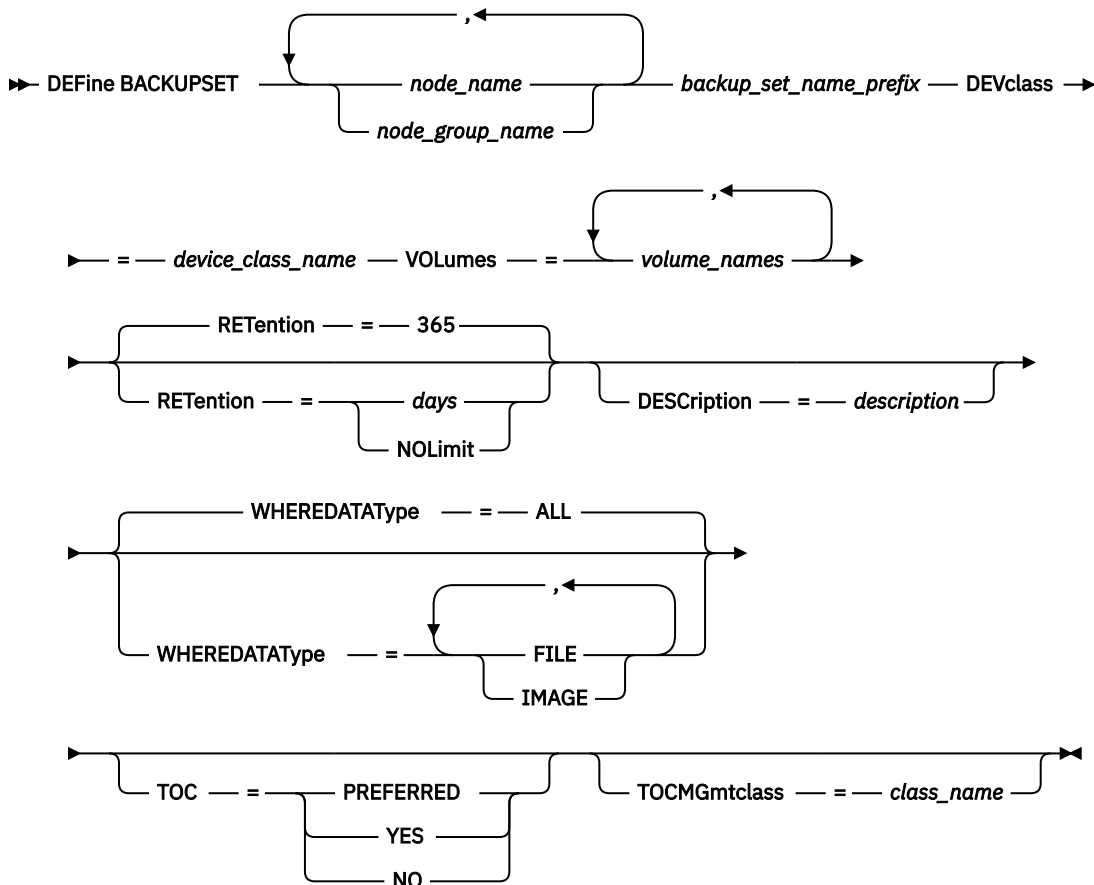 ,
DEFine BACKUPSET node_name backup_set_name_prefix DEVclass
node_group_name
,
= device_class_name VOLumes = volume_names
RETention = 365
RETention = days
NOLimit
DESCription = description
WHEREDATAType = ALL
,
WHEREDATAType = FILE
IMAGE
TOC = PREFERRED
YES
NO
TOCMGmtclass = class_name